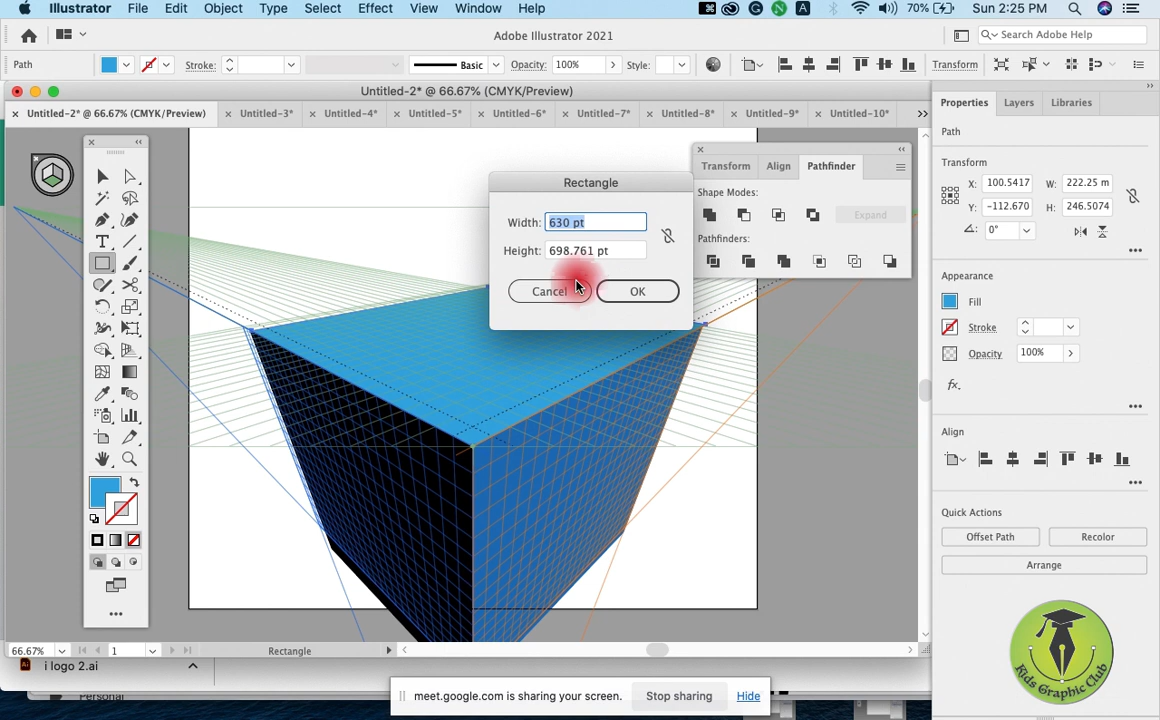 Illustrator File Edit Object Type Select Effect View Window Help 70% Sun 2:25 PM
Adobe Illustrator 2021 Search Adobe Help
Path Stroke: Basic Opacity: 100% Style: Transform
Untitled-2* @ 66.67% (CMYK/Preview)
Untitled-2* @ 66.67% (CMYK/Preview) Untitled-3* Untitled-4* Untitled-5* Untitled-6* Untitled-7* Untitled-8* Untitled-9* Untitled-10*
Properties Layers Libraries
Path
Transform
X: 100.5417 W: 222.25 m
Y: -112.670 H: 246.5074
0°
Appearance
Fill
Stroke
Opacity 100%
fx.
Align
Quick Actions
Offset Path Recolor
Arrange
Transform Align Pathfinder
Shape Modes:
Expand
Pathfinders:
Rectangle
Width: 630 pt
Height: 698.761 pt
Cancel OK
66.67% 1 Rectangle
i logo 2.ai
Personal
meet.google.com is sharing your screen. Stop sharing Hide
Kids Graphic Club